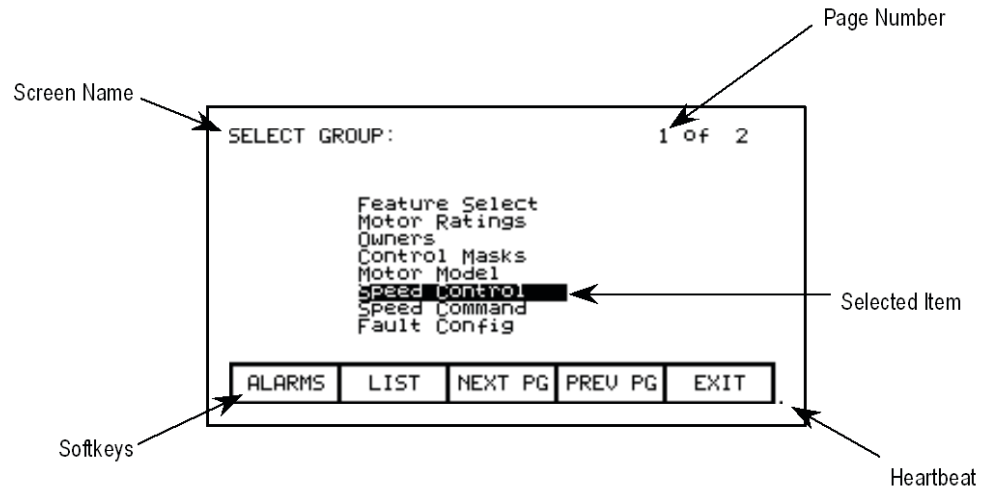 Page Number
Screen Name
SELECT GROUP: 1 of 2
Feature Select
Motor Ratings
Owners
Control Masks
Motor Model
Speed Control
Selected Item
Speed Command
Fault Config
ALARMS LIST NEXT PG PREV PG EXIT .
Softkeys
Heartbeat